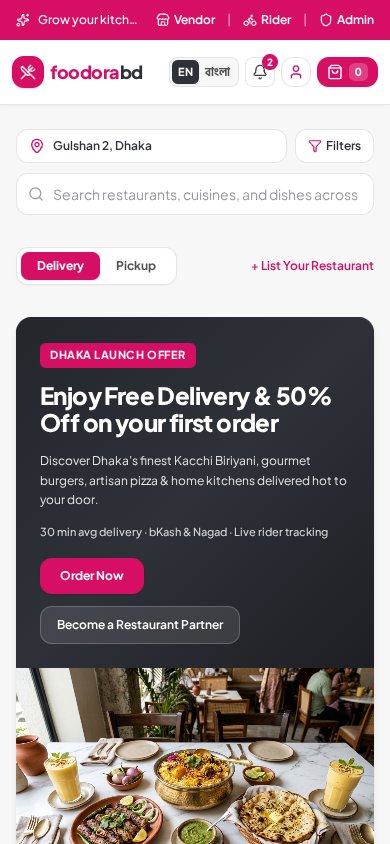 Grow your kitch...
Vendor | Rider | Admin
foodorabd
EN বাংলা
2
0
Gulshan 2, Dhaka
Filters
Search restaurants, cuisines, and dishes across
Delivery
Pickup
+ List Your Restaurant
DHAKA LAUNCH OFFER
Enjoy Free Delivery & 50%
Off on your first order
Discover Dhaka's finest Kacchi Biriyani, gourmet
burgers, artisan pizza & home kitchens delivered hot to
your door.
30 min avg delivery · bKash & Nagad · Live rider tracking
Order Now
Become a Restaurant Partner